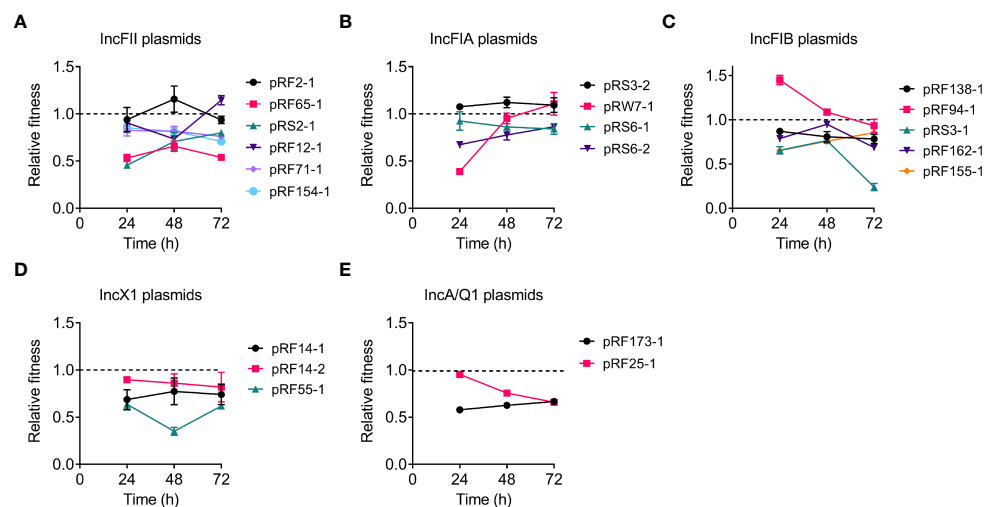 A
IncFII plasmids
Relative fitness
1.5
1.0
0.5
0.0
0
24
48
72
Time (h)
pRF2-1
pRF65-1
pRS2-1
pRF12-1
pRF71-1
pRF154-1
B
IncFIA plasmids
Relative fitness
1.5
1.0
0.5
0.0
0
24
48
72
Time (h)
pRS3-2
pRW7-1
pRS6-1
pRS6-2
C
IncFIB plasmids
Relative fitness
1.5
1.0
0.5
0.0
0
24
48
72
Time (h)
pRF138-1
pRF94-1
pRS3-1
pRF162-1
pRF155-1
D
IncX1 plasmids
Relative fitness
1.5
1.0
0.5
0.0
0
24
48
72
Time (h)
pRF14-1
pRF14-2
pRF55-1
E
IncA/Q1 plasmids
Relative fitness
1.5
1.0
0.5
0.0
0
24
48
72
Time (h)
pRF173-1
pRF25-1